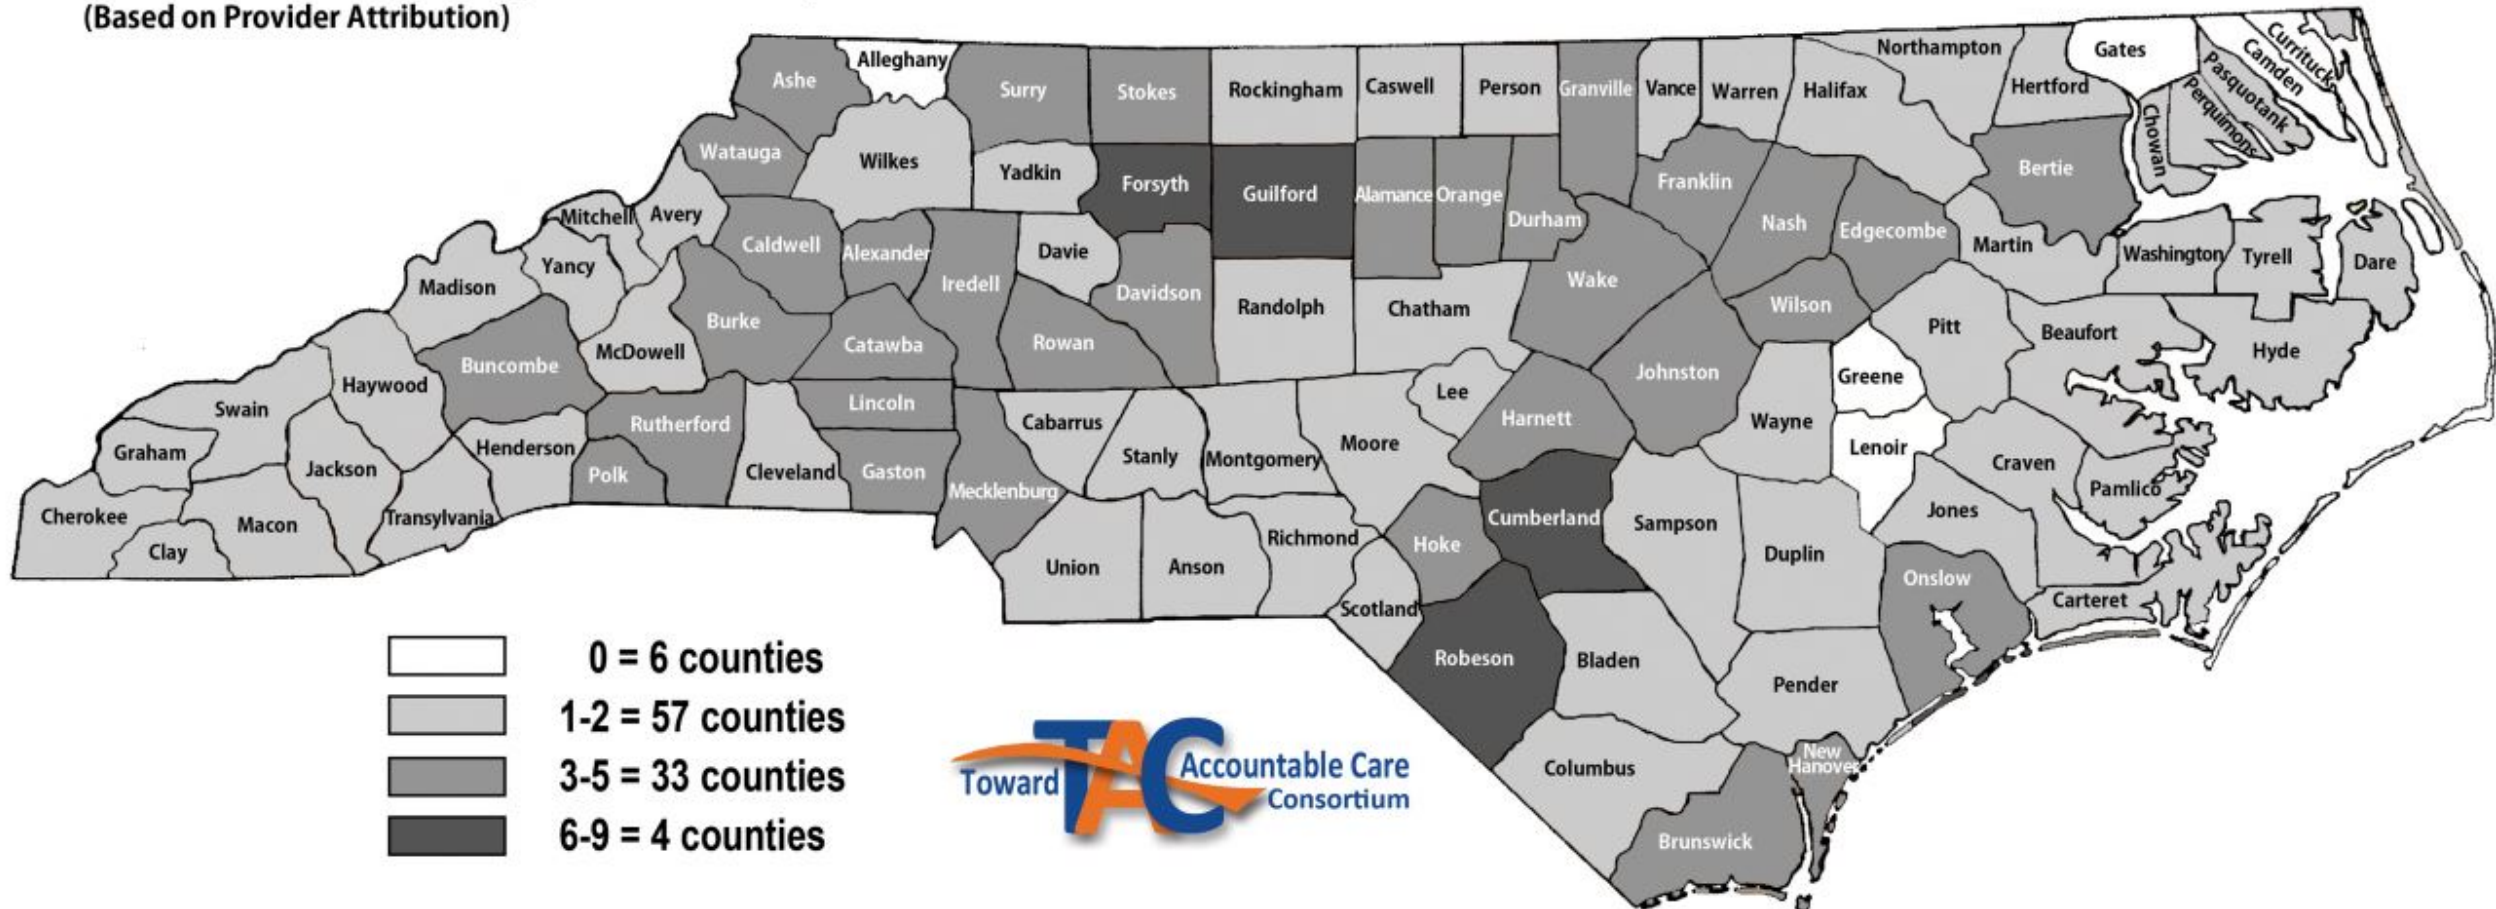 (Based on Provider Attribution)
Ashe
Alleghany
Surry
Stokes
Rockingham
Caswell
Person
Granville
Vance
Warren
Halifax
Northampton
Hertford
Gates
Currituck
Camden
Pasquotank
Perquimons
Chowan
Watauga
Wilkes
Yadkin
Forsyth
Guilford
Alamance
Orange
Durham
Franklin
Nash
Edgecombe
Bertie
Mitchell
Avery
Caldwell
Alexander
Iredell
Davie
Davidson
Randolph
Chatham
Wake
Wilson
Martin
Washington
Tyrell
Dare
Madison
Yancy
McDowell
Burke
Catawba
Rowan
Johnston
Pitt
Beaufort
Hyde
Buncombe
Haywood
Swain
Rutherford
Lincoln
Cabarrus
Stanly
Montgomery
Moore
Lee
Harnett
Wayne
Greene
Lenoir
Craven
Pamlico
Graham
Jackson
Henderson
Polk
Cleveland
Gaston
Mecklenburg
Cherokee
Clay
Macon
Transylvania
Union
Anson
Richmond
Scotland
Hoke
Cumberland
Sampson
Duplin
Jones
Onslow
Carteret
Robeson
Bladen
Pender
Columbus
New
Hanover
Brunswick
0 = 6 counties
1-2 = 57 counties
3-5 = 33 counties
6-9 = 4 counties
Toward
TAC
Accountable Care
Consortium